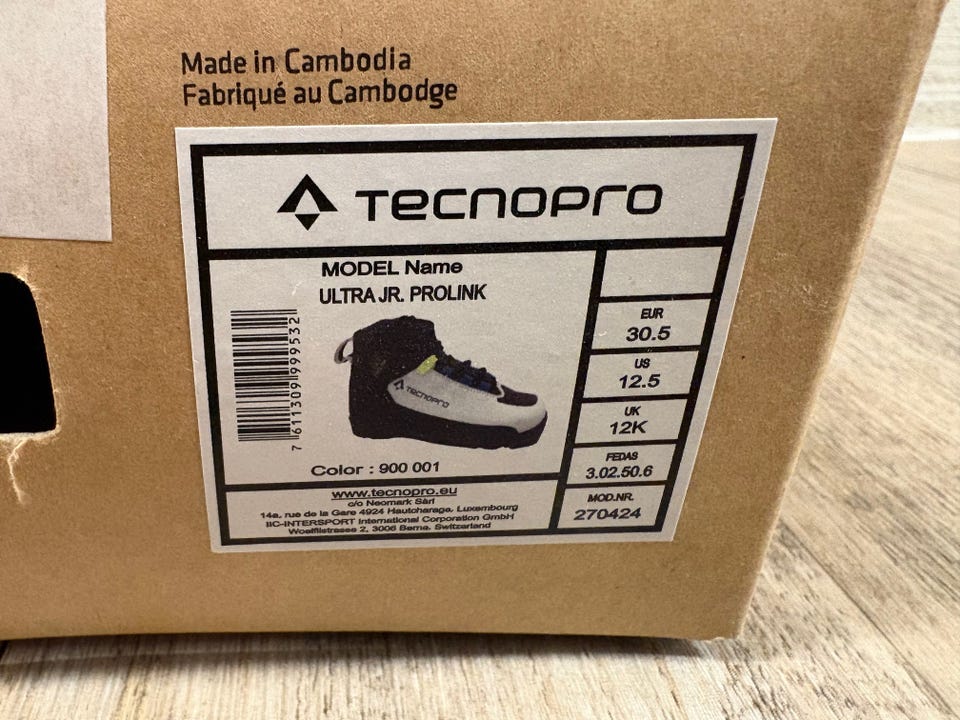 Made in Cambodia
Fabriqué au Cambodge
TECNOPRO
MODEL Name
ULTRA JR. PROLINK
7 611309 999532
TECNOPRO
Color : 900 001
EUR
30.5
US
12.5
UK
12K
FEDAS
3.02.50.6
MOD.NR.
270424
www.tecnopro.eu
c/o Neomark Sàrl
14a, rue de la Gare 4924 Hautcharage, Luxembourg
IIC-INTERSPORT International Corporation GmbH
Woelflistrasse 2, 3006 Berne, Switzerland